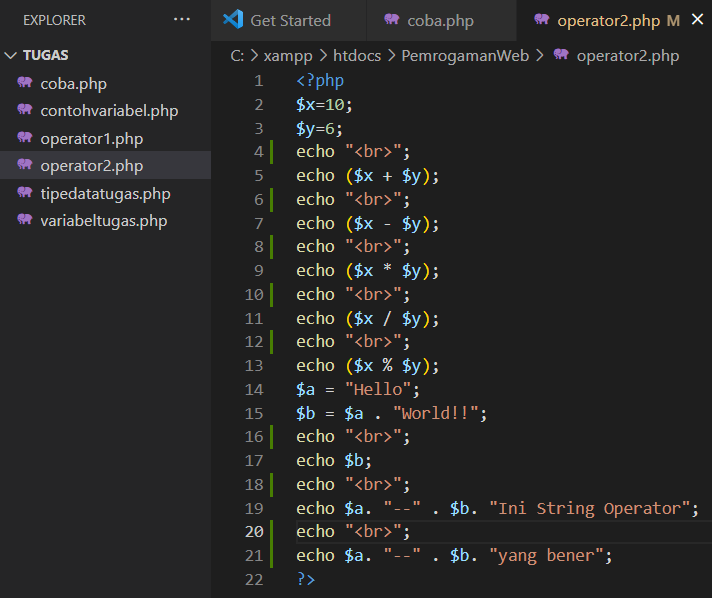 EXPLORER ...
Get Started coba.php operator2.php M
TUGAS
coba.php
contohvariabel.php
operator1.php
operator2.php
tipedatatugas.php
variabeltugas.php
C: > xampp > htdocs > PemrogamanWeb > operator2.php
1 <?php
2 $x=10;
3 $y=6;
4 echo "<br>";
5 echo ($x + $y);
6 echo "<br>";
7 echo ($x - $y);
8 echo "<br>";
9 echo ($x * $y);
10 echo "<br>";
11 echo ($x / $y);
12 echo "<br>";
13 echo ($x % $y);
14 $a = "Hello";
15 $b = $a . "World!!";
16 echo "<br>";
17 echo $b;
18 echo "<br>";
19 echo $a. "--" . $b. "Ini String Operator";
20 echo "<br>";
21 echo $a. "--" . $b. "yang bener";
22 ?>